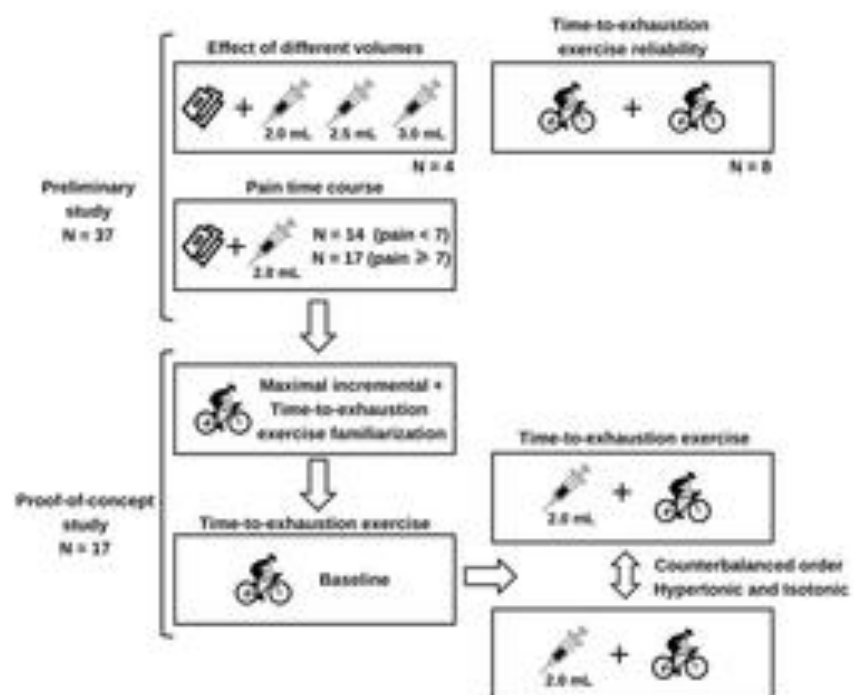 Effect of different volumes
Time-to-exhaustion
exercise reliability
+
2.0 mL
2.5 mL
3.0 mL
+
N = 4
N = 8
Preliminary
study
N = 37
Pain time course
+
2.0 mL
N = 14 (pain < 7)
N = 17 (pain ⩾ 7)
Maximal incremental +
Time-to-exhaustion
exercise familiarization
Proof-of-concept
study
N = 17
Time-to-exhaustion exercise
Baseline
Time-to-exhaustion exercise
2.0 mL
+
Counterbalanced order
Hypertonic and Isotonic
2.0 mL
+